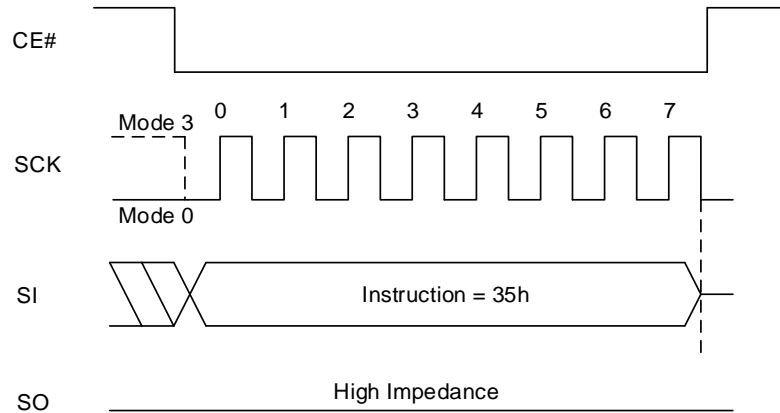 CE#
0 1 2 3 4 5 6 7
Mode 3
SCK
Mode 0
SI
Instruction = 35h
High Impedance
SO